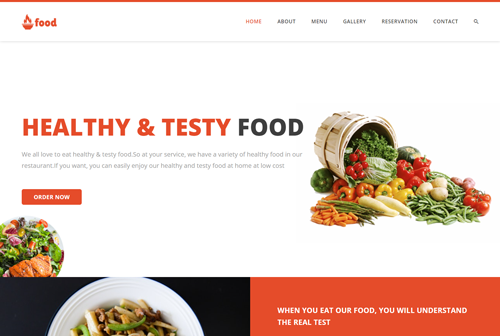 food
HOME ABOUT MENU GALLERY RESERVATION CONTACT
HEALTHY & TESTY FOOD
We all love to eat healthy & testy food.So at your service, we have a variety of healthy food in our
restaurant.If you want, you can easily enjoy our healthy and testy food at home at low cost
ORDER NOW
WHEN YOU EAT OUR FOOD, YOU WILL UNDERSTAND
THE REAL TEST